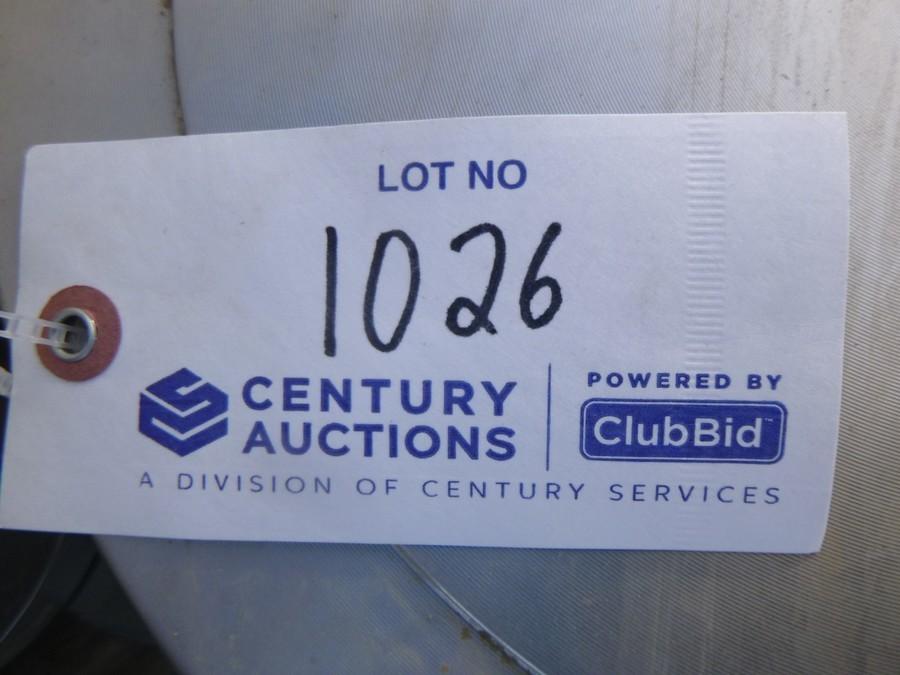 LOT NO
1026
CENTURY AUCTIONS
A DIVISION OF CENTURY SERVICES
POWERED BY
ClubBid™